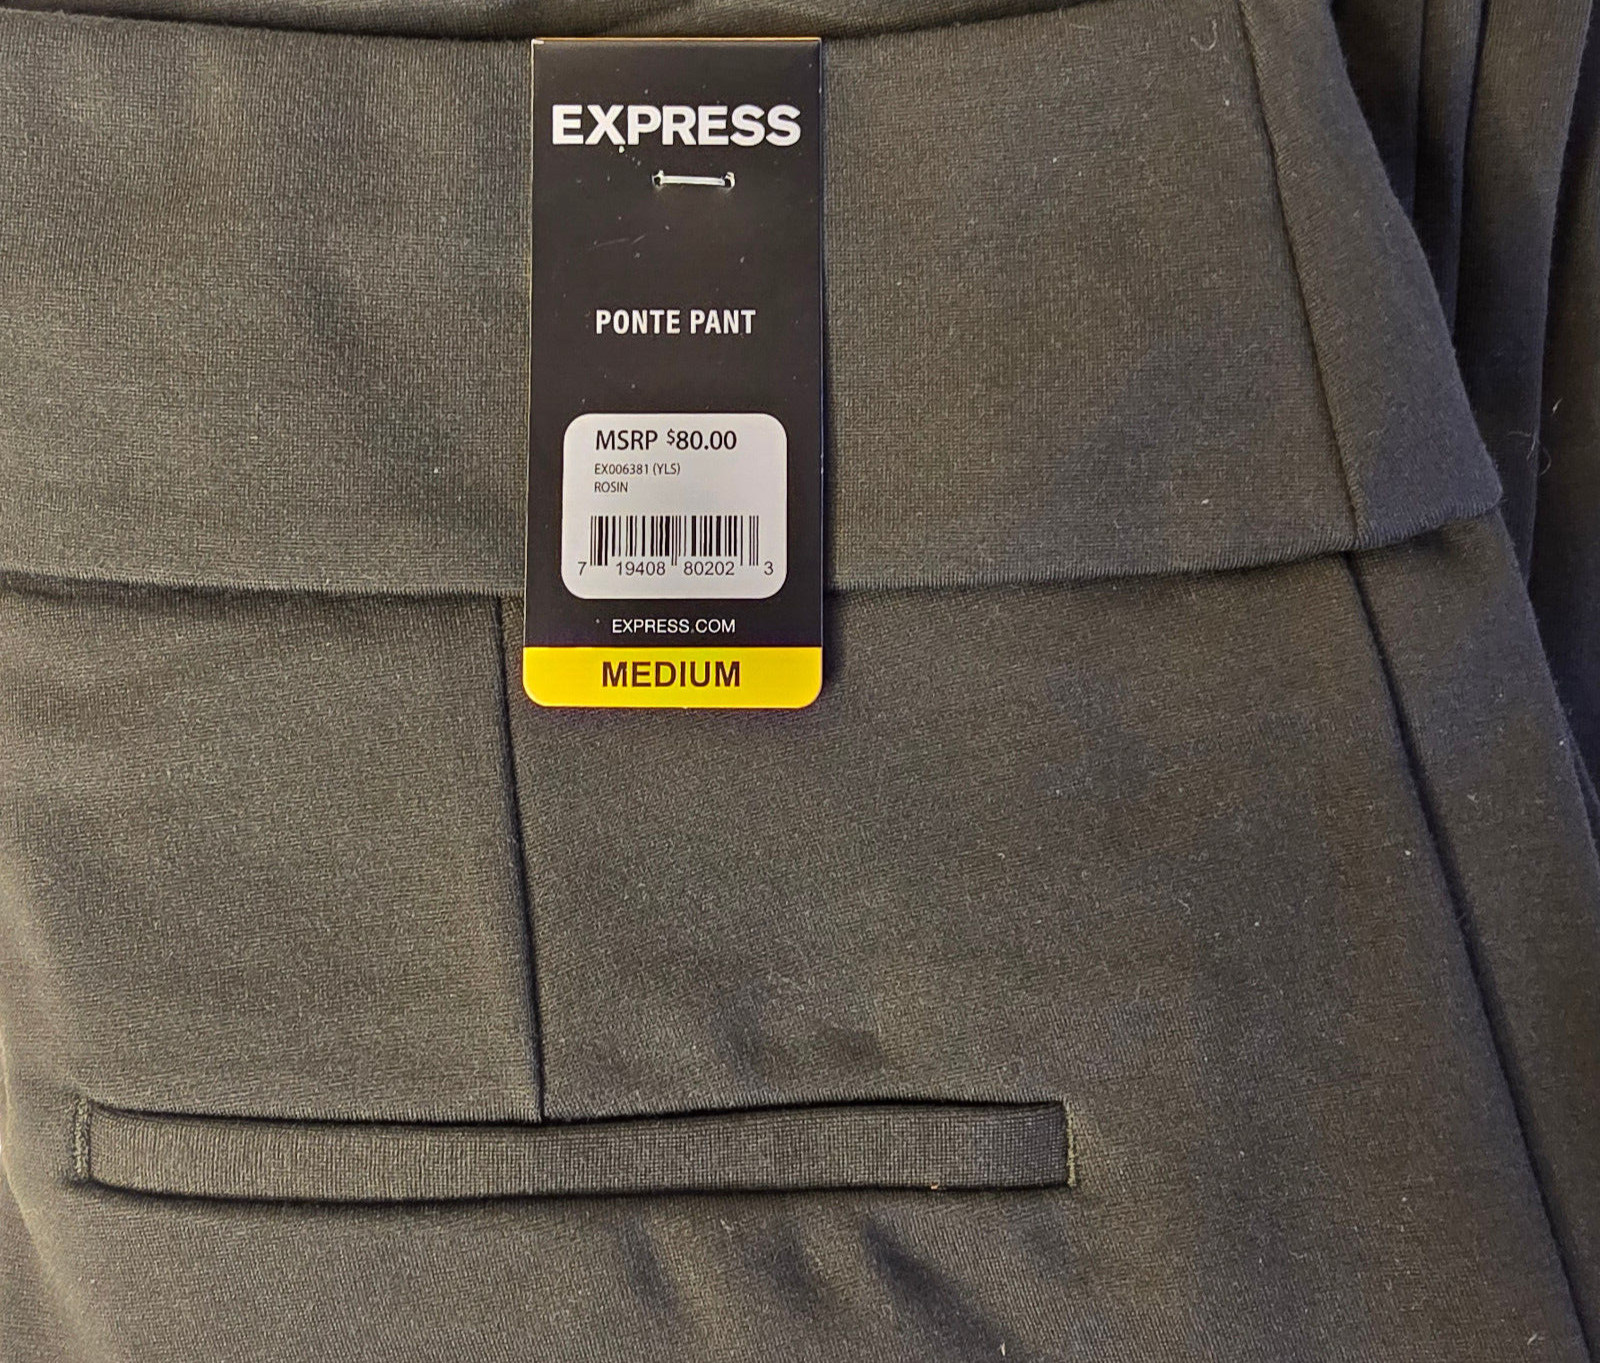 EXPRESS
PONTE PANT
MSRP $80.00
EX006381 (YLS)
ROSIN
7 19408 80202 3
EXPRESS.COM
MEDIUM